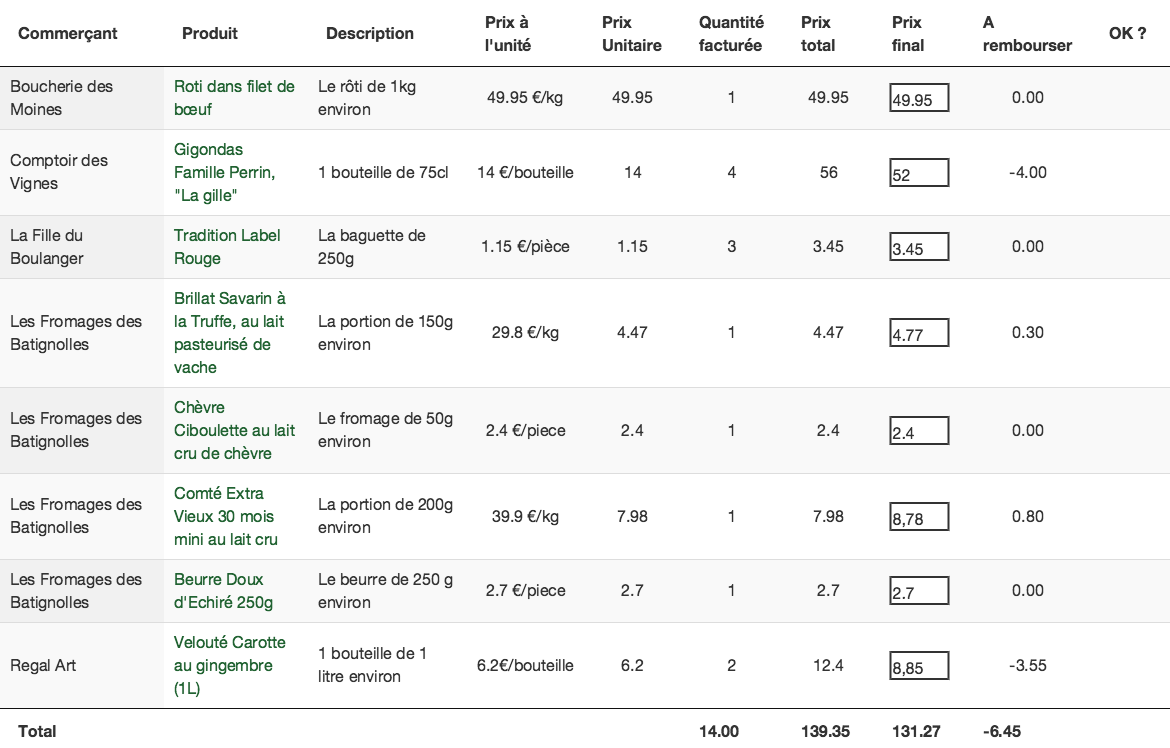 Commerçant Produit Description Prix à l'unité Prix Unitaire Quantité facturée Prix total Prix final A rembourser OK ?
Boucherie des Moines Roti dans filet de bœuf Le rôti de 1kg environ 49.95 €/kg 49.95 1 49.95 49.95 0.00
Comptoir des Vignes Gigondas Famille Perrin, "La gille" 1 bouteille de 75cl 14 €/bouteille 14 4 56 52 -4.00
La Fille du Boulanger Tradition Label Rouge La baguette de 250g 1.15 €/pièce 1.15 3 3.45 3.45 0.00
Les Fromages des Batignolles Brillat Savarin à la Truffe, au lait pasteurisé de vache La portion de 150g environ 29.8 €/kg 4.47 1 4.47 4.77 0.30
Les Fromages des Batignolles Chèvre Ciboulette au lait cru de chèvre Le fromage de 50g environ 2.4 €/piece 2.4 1 2.4 2.4 0.00
Les Fromages des Batignolles Comté Extra Vieux 30 mois mini au lait cru La portion de 200g environ 39.9 €/kg 7.98 1 7.98 8,78 0.80
Les Fromages des Batignolles Beurre Doux d'Echiré 250g Le beurre de 250 g environ 2.7 €/piece 2.7 1 2.7 2.7 0.00
Regal Art Velouté Carotte au gingembre (1L) 1 bouteille de 1 litre environ 6.2€/bouteille 6.2 2 12.4 8,85 -3.55
Total 14.00 139.35 131.27 -6.45